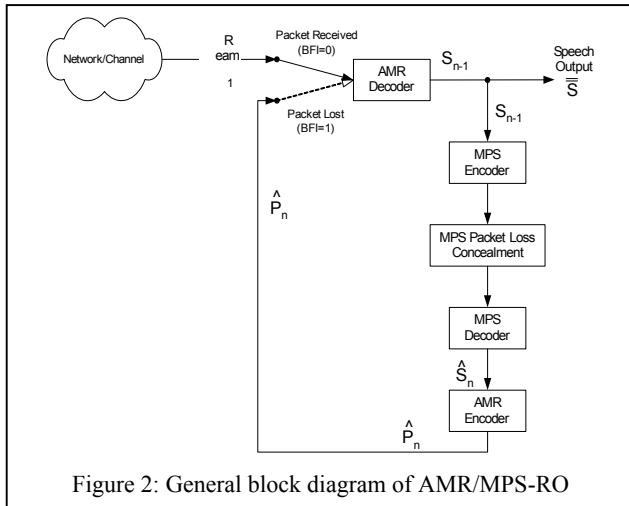 Network/Channel
R
eam
1
Packet Received
(BFI=0)
Packet Lost
(BFI=1)
AMR
Decoder
Sn-1
Speech
Output
S̿
Sn-1
MPS
Encoder
MPS Packet Loss
Concealment
MPS
Decoder
Ŝn
AMR
Encoder
P̂n
P̂n
Figure 2: General block diagram of AMR/MPS-RO